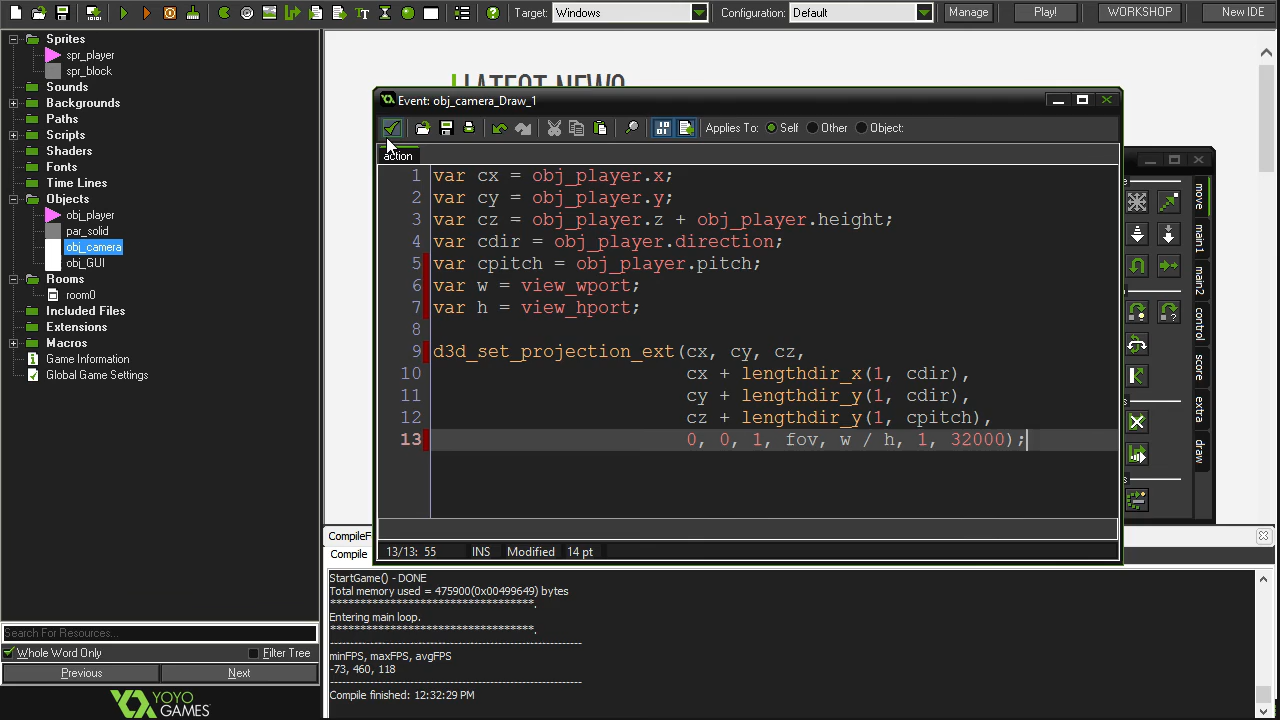 Target: Windows Configuration: Default Manage Play! WORKSHOP New IDE
Sprites
spr_player
spr_block
Sounds
Backgrounds
Paths
Scripts
Shaders
Fonts
Time Lines
Objects
obj_player
par_solid
obj_camera
obj_GUI
Rooms
room0
Included Files
Extensions
Macros
Game Information
Global Game Settings
Search For Resources...
Whole Word Only Filter Tree
Previous Next
YOYO
GAMES
LATEST NEWS
Event: obj_camera_Draw_1
Applies To: Self Other Object:
action
1 var cx = obj_player.x;
2 var cy = obj_player.y;
3 var cz = obj_player.z + obj_player.height;
4 var cdir = obj_player.direction;
5 var cpitch = obj_player.pitch;
6 var w = view_wport;
7 var h = view_hport;
8
9 d3d_set_projection_ext(cx, cy, cz,
10 cx + lengthdir_x(1, cdir),
11 cy + lengthdir_y(1, cdir),
12 cz + lengthdir_y(1, cpitch),
13 0, 0, 1, fov, w / h, 1, 32000);
13/13: 55 INS Modified 14 pt
move
main1
main2
control
score
extra
draw
CompileF
Compile
StartGame() - DONE
Total memory used = 475900(0x00499649) bytes
*********************************.
Entering main loop.
*********************************.
minFPS, maxFPS, avgFPS
-73, 460, 118
Compile finished: 12:32:29 PM